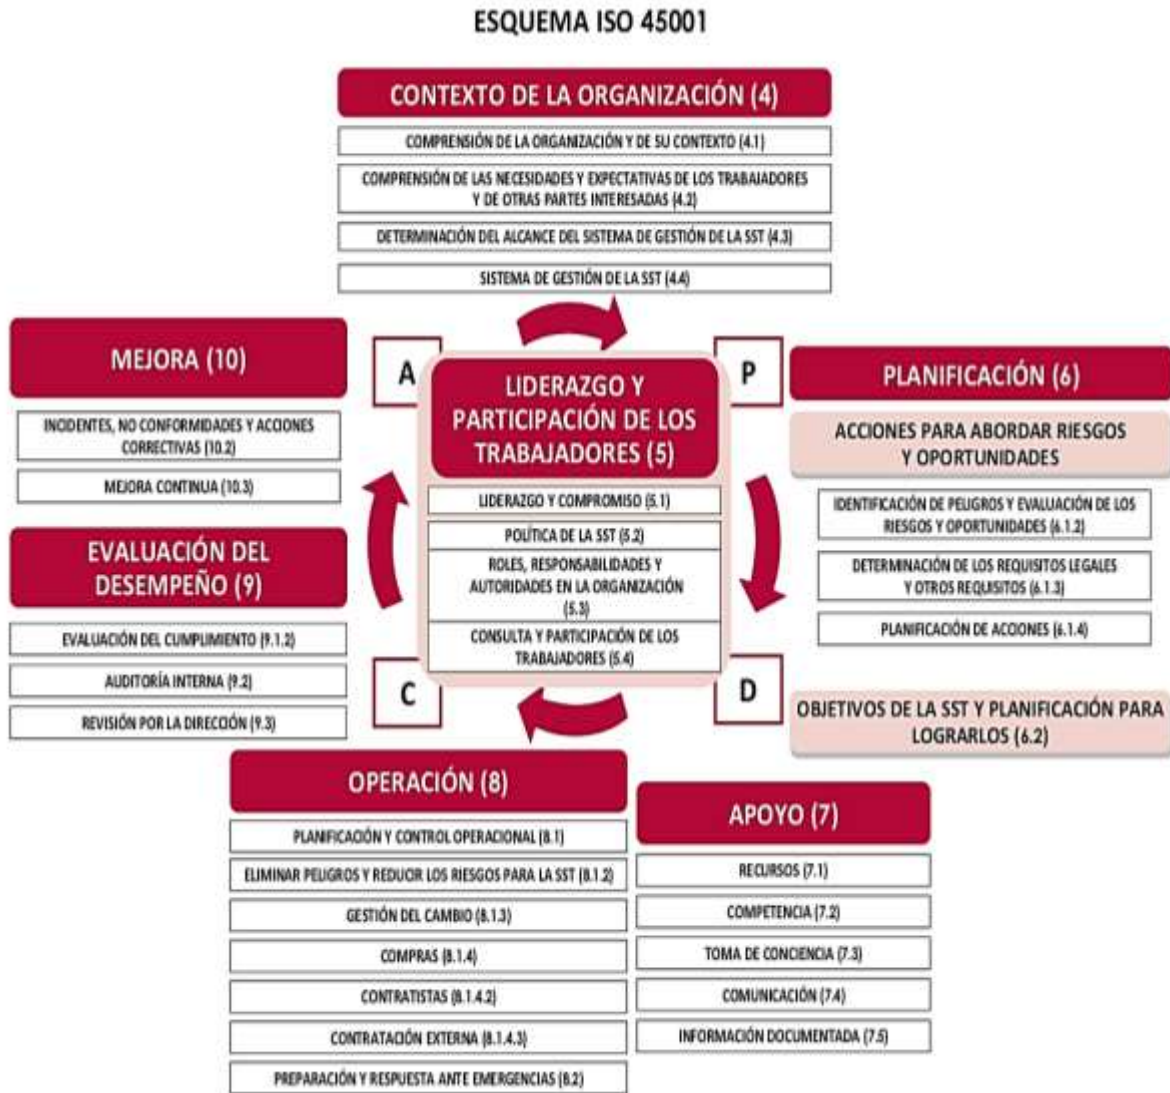 ESQUEMA ISO 45001
CONTEXTO DE LA ORGANIZACIÓN (4)
COMPRENSIÓN DE LA ORGANIZACIÓN Y DE SU CONTEXTO (4.1)
COMPRENSIÓN DE LAS NECESIDADES Y EXPECTATIVAS DE LOS TRABAJADORES
Y DE OTRAS PARTES INTERESADAS (4.2)
DETERMINACIÓN DEL ALCANCE DEL SISTEMA DE GESTIÓN DE LA SST (4.3)
SISTEMA DE GESTIÓN DE LA SST (4.4)
A
P
LIDERAZGO Y
PARTICIPACIÓN DE LOS
TRABAJADORES (5)
LIDERAZGO Y COMPROMISO (5.1)
POLÍTICA DE LA SST (5.2)
ROLES, RESPONSABILIDADES Y
AUTORIDADES EN LA ORGANIZACIÓN
(5.3)
CONSULTA Y PARTICIPACIÓN DE LOS
TRABAJADORES (5.4)
C
D
PLANIFICACIÓN (6)
ACCIONES PARA ABORDAR RIESGOS
Y OPORTUNIDADES
IDENTIFICACIÓN DE PELIGROS Y EVALUACIÓN DE LOS
RIESGOS Y OPORTUNIDADES (6.1.2)
DETERMINACIÓN DE LOS REQUISITOS LEGALES
Y OTROS REQUISITOS (6.1.3)
PLANIFICACIÓN DE ACCIONES (6.1.4)
OBJETIVOS DE LA SST Y PLANIFICACIÓN PARA
LOGRARLOS (6.2)
APOYO (7)
RECURSOS (7.1)
COMPETENCIA (7.2)
TOMA DE CONCIENCIA (7.3)
COMUNICACIÓN (7.4)
INFORMACIÓN DOCUMENTADA (7.5)
OPERACIÓN (8)
PLANIFICACIÓN Y CONTROL OPERACIONAL (8.1)
ELIMINAR PELIGROS Y REDUCIR LOS RIESGOS PARA LA SST (8.1.2)
GESTIÓN DEL CAMBIO (8.1.3)
COMPRAS (8.1.4)
CONTRATISTAS (8.1.4.2)
CONTRATACIÓN EXTERNA (8.1.4.3)
PREPARACIÓN Y RESPUESTA ANTE EMERGENCIAS (8.2)
EVALUACIÓN DEL
DESEMPEÑO (9)
EVALUACIÓN DEL CUMPLIMIENTO (9.1.2)
AUDITORÍA INTERNA (9.2)
REVISIÓN POR LA DIRECCIÓN (9.3)
MEJORA (10)
INCIDENTES, NO CONFORMIDADES Y ACCIONES
CORRECTIVAS (10.2)
MEJORA CONTINUA (10.3)